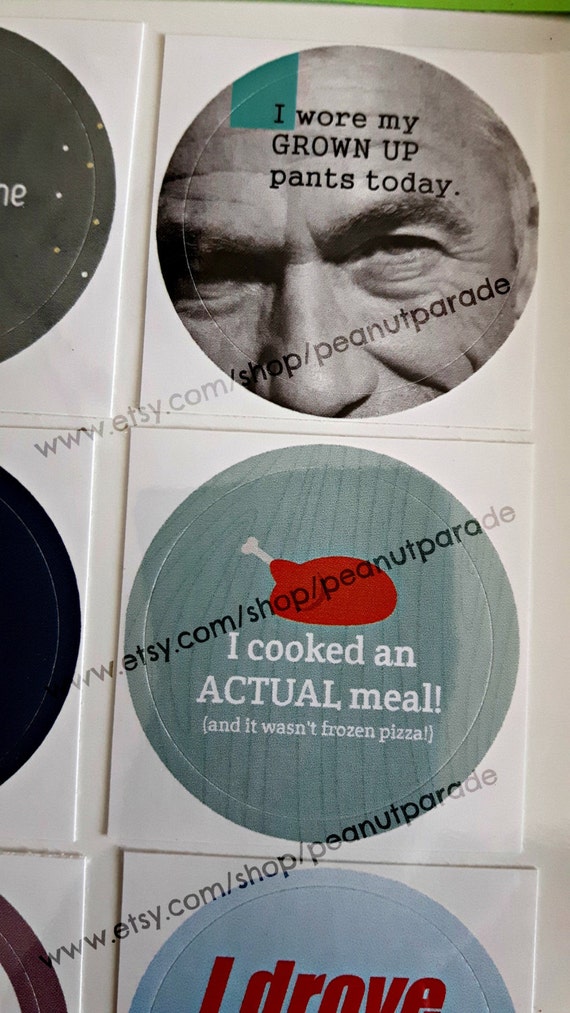 I wore my
GROWN UP
pants today.
www.etsy.com/shop/peanutparade
I cooked an
ACTUAL meal!
(and it wasn't frozen pizza!)
www.etsy.com/shop/peanutparade
I drove
www.etsy.com/shop/peanutparade